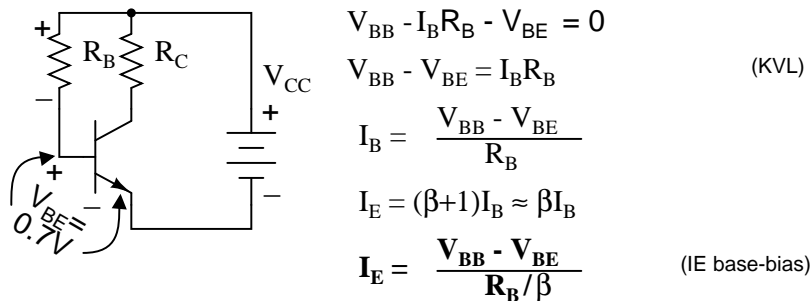 +
R_B
R_C
V_CC
+
−
+
−
−
V_BE=
0.7V
V_BB - I_BR_B - V_BE = 0
V_BB - V_BE = I_BR_B (KVL)
I_B = V_BB - V_BE / R_B
I_E = (β+1)I_B ≈ βI_B
I_E = V_BB - V_BE / R_B/β (IE base-bias)